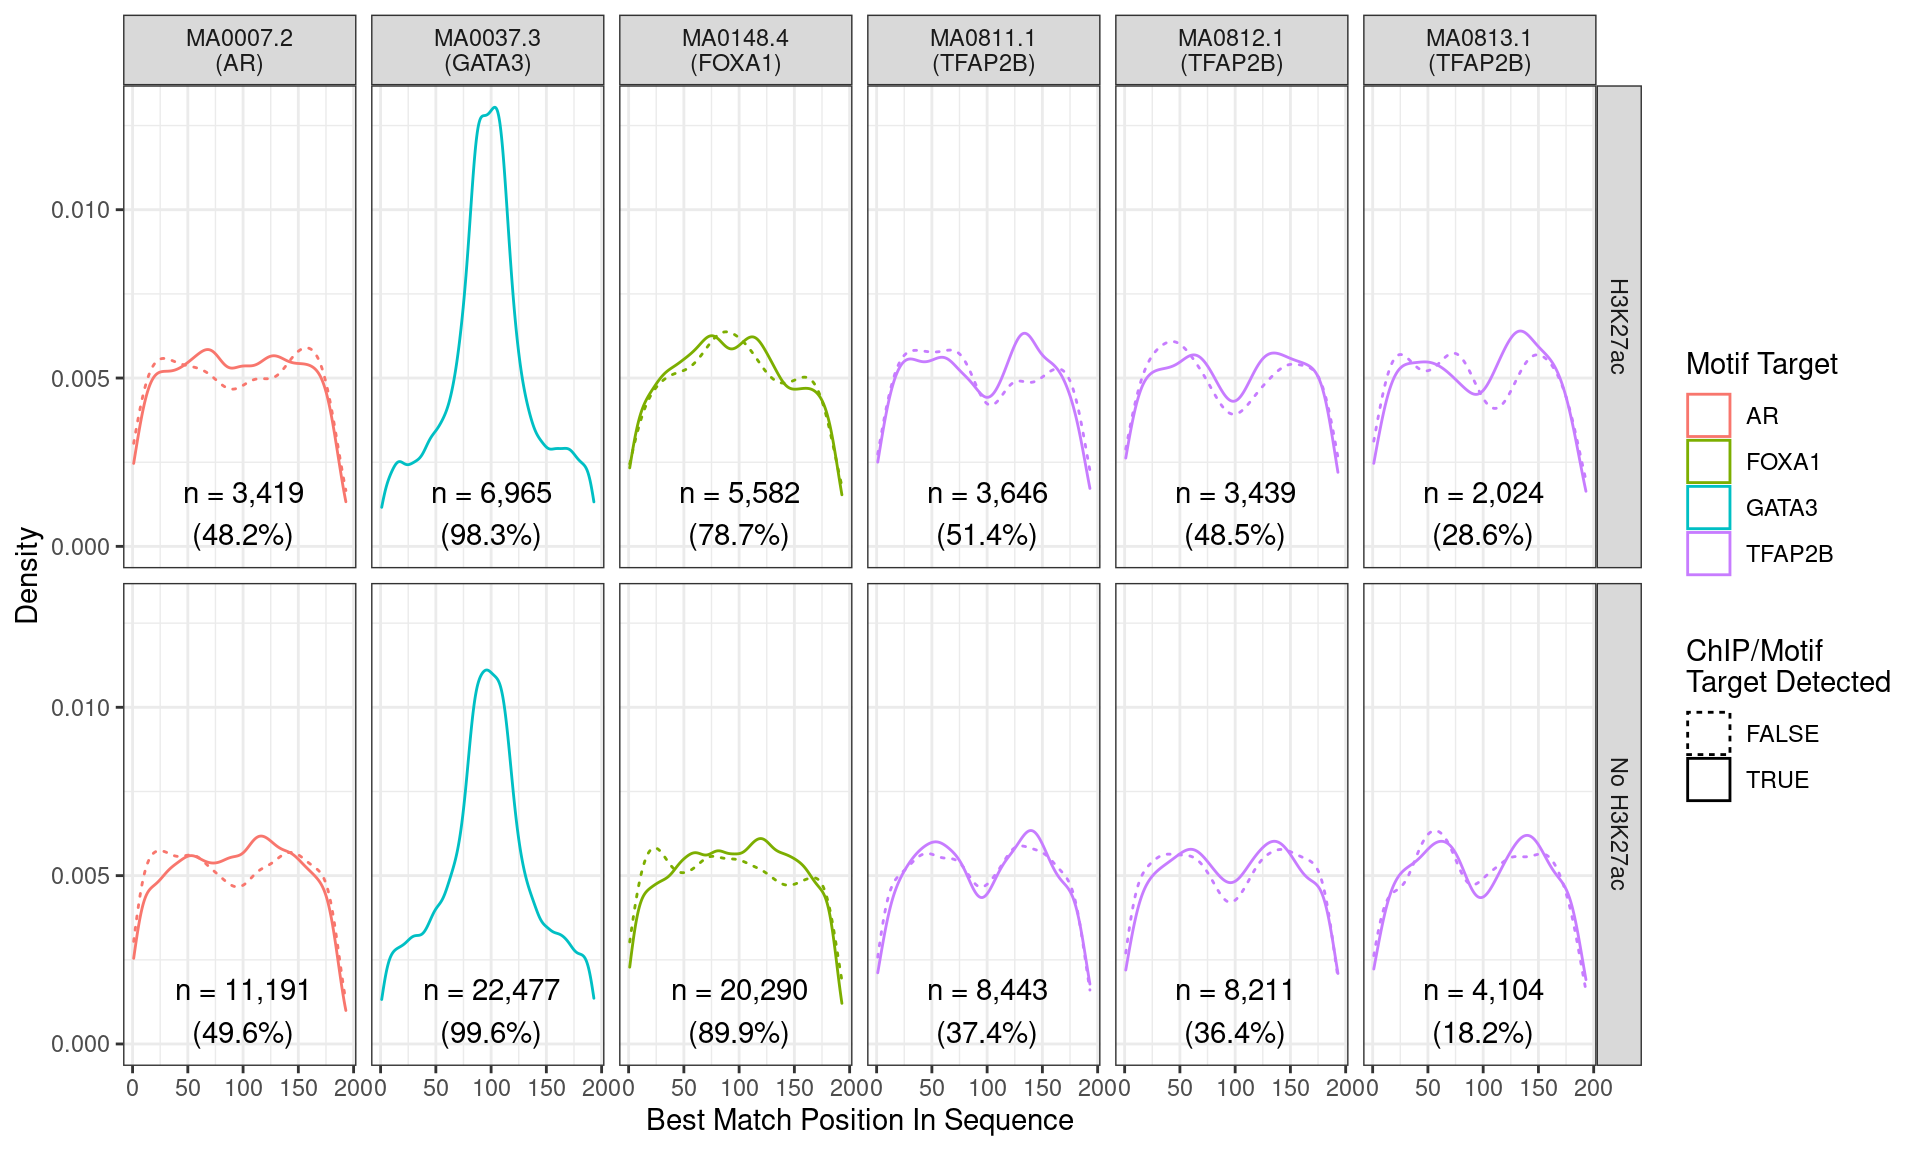 MA0007.2
(AR)
MA0037.3
(GATA3)
MA0148.4
(FOXA1)
MA0811.1
(TFAP2B)
MA0812.1
(TFAP2B)
MA0813.1
(TFAP2B)
0.010
0.005
0.000
n = 3,419
(48.2%)
n = 6,965
(98.3%)
n = 5,582
(78.7%)
n = 3,646
(51.4%)
n = 3,439
(48.5%)
n = 2,024
(28.6%)
H3K27ac
0.010
0.005
0.000
n = 11,191
(49.6%)
n = 22,477
(99.6%)
n = 20,290
(89.9%)
n = 8,443
(37.4%)
n = 8,211
(36.4%)
n = 4,104
(18.2%)
No H3K27ac
0 50 100 150 200
0 50 100 150 200
0 50 100 150 200
0 50 100 150 200
0 50 100 150 200
0 50 100 150 200
Best Match Position In Sequence
Density
Motif Target
AR
FOXA1
GATA3
TFAP2B
ChIP/Motif
Target Detected
FALSE
TRUE